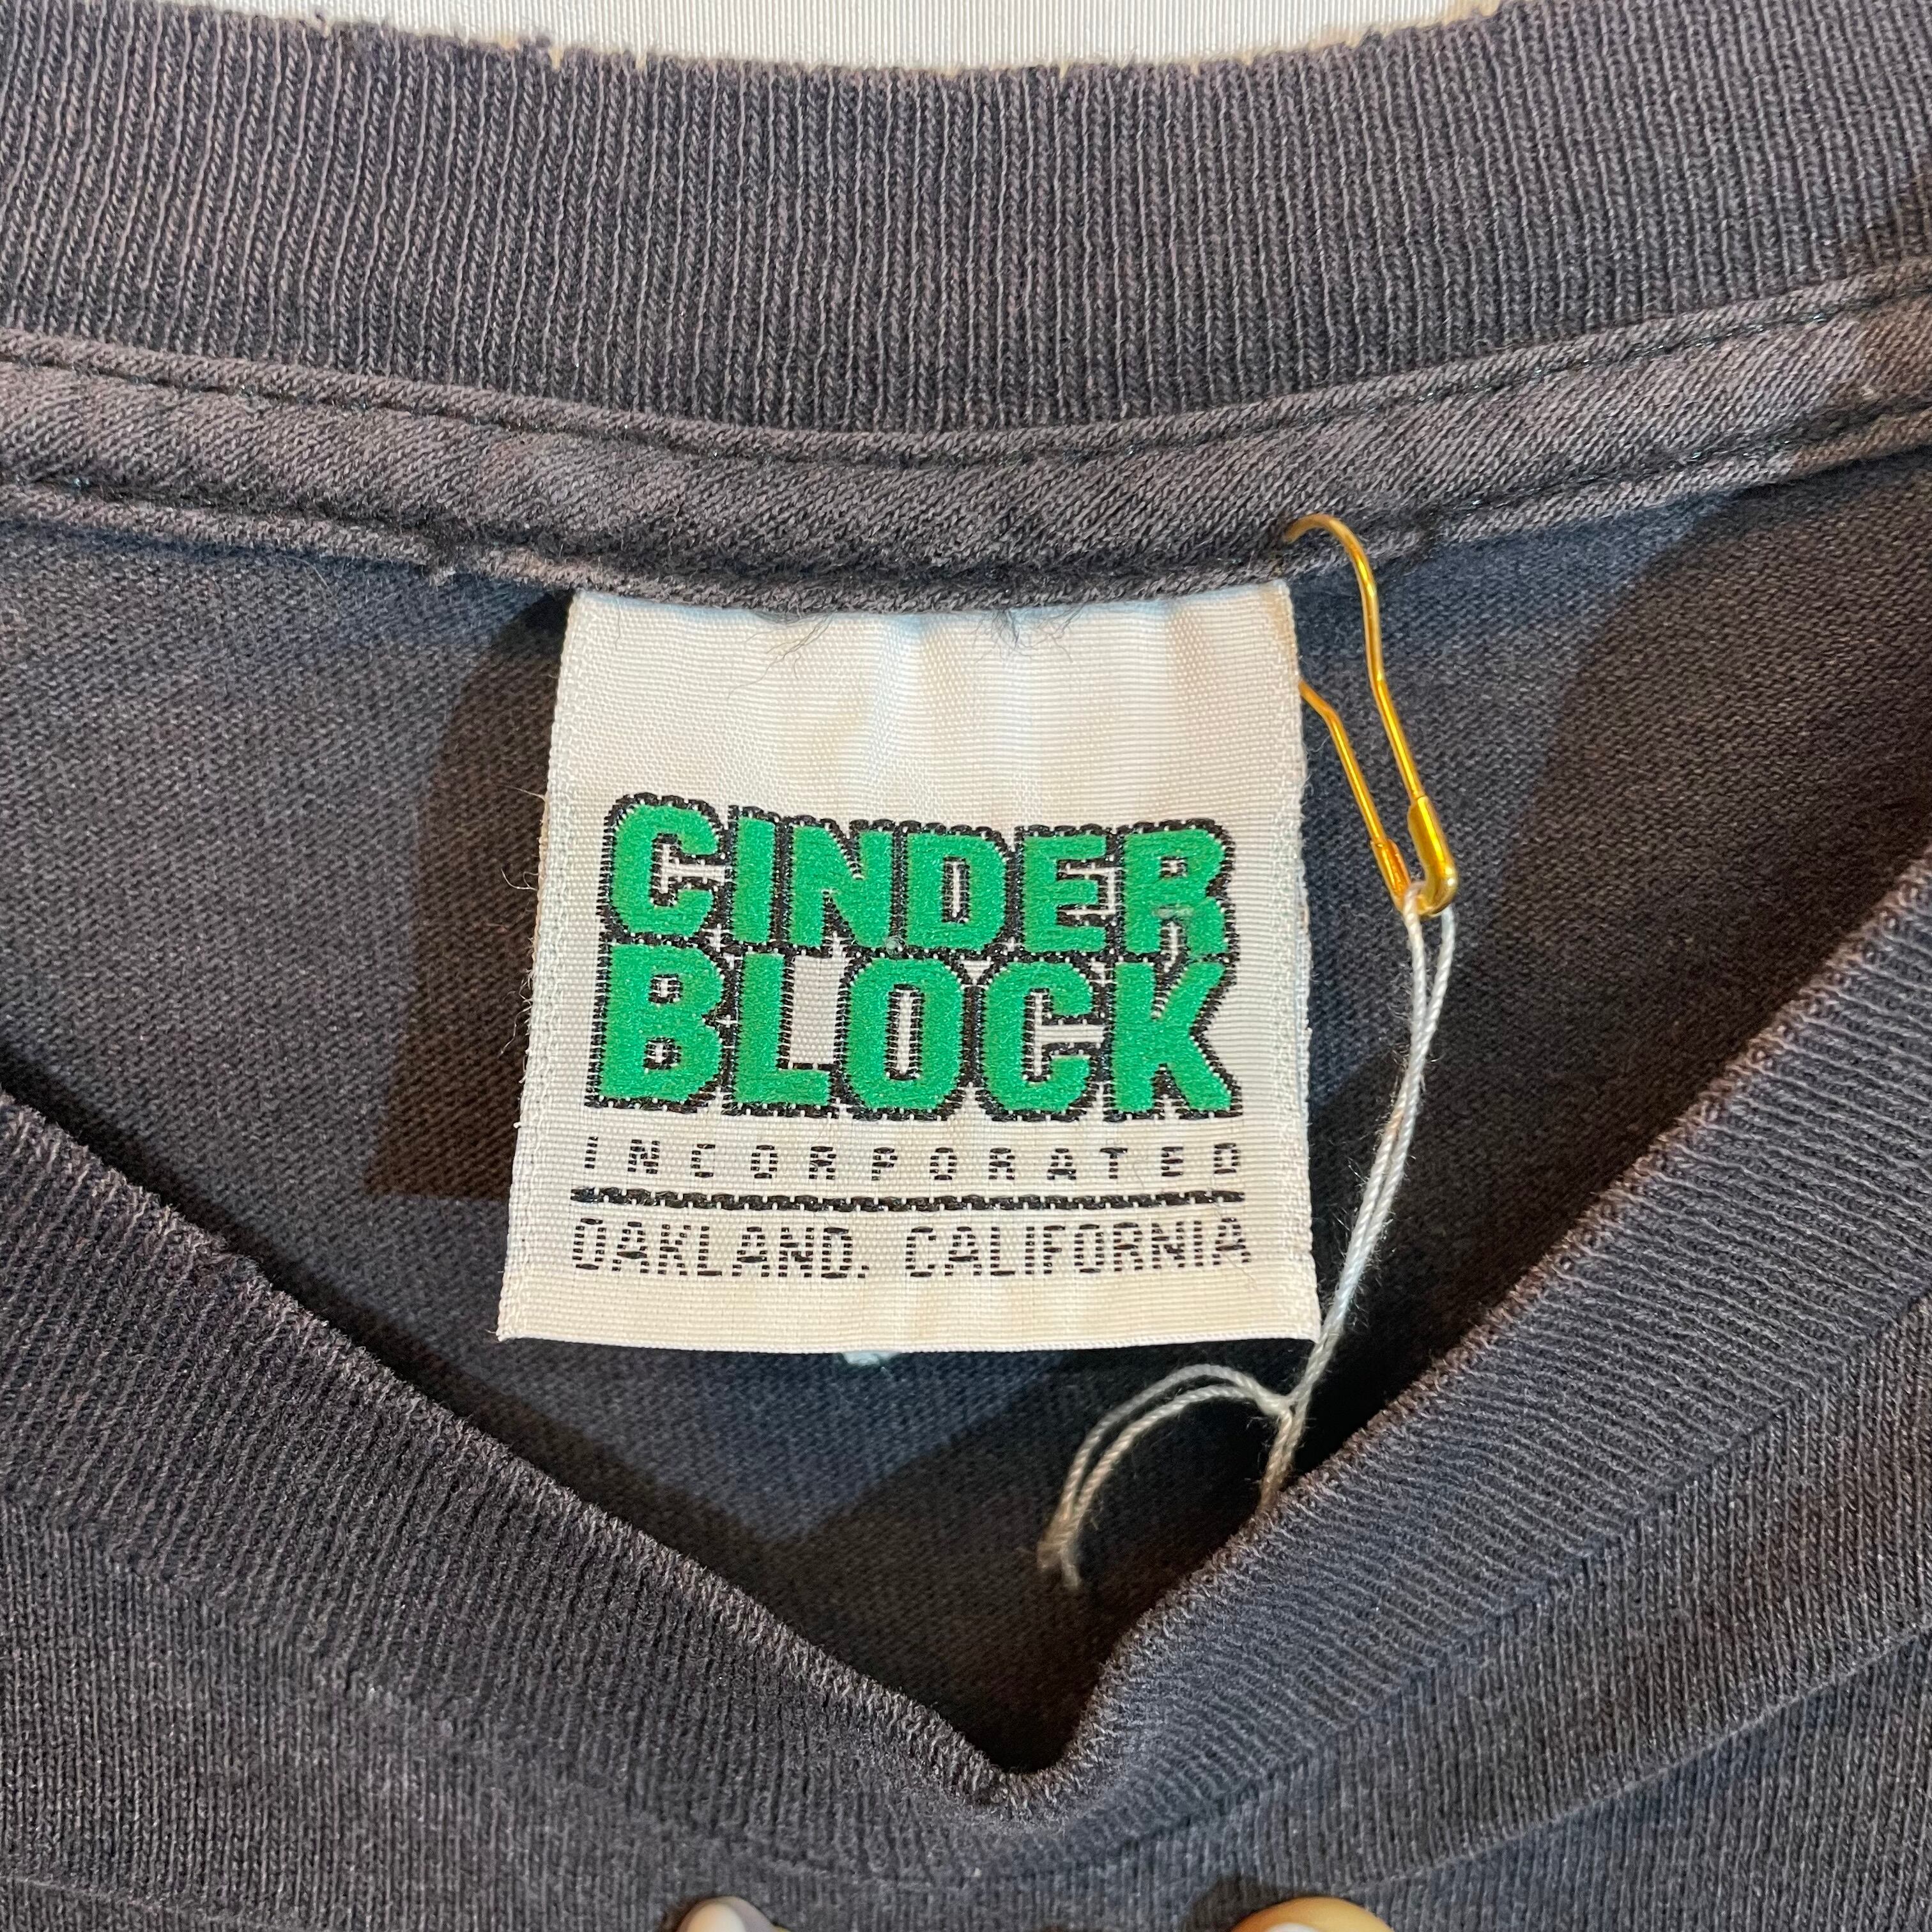 CINDER
BLOCK
INCORPORATED
OAKLAND, CALIFORNIA